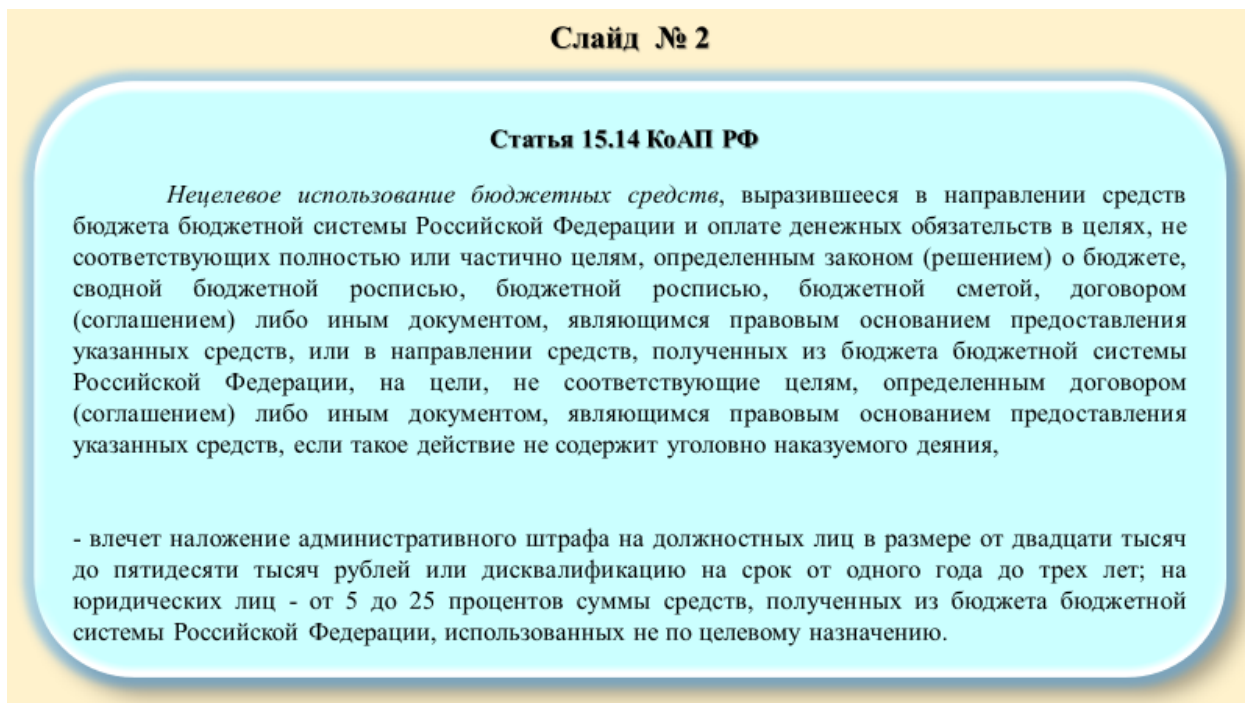 Слайд № 2
Статья 15.14 КоАП РФ
Нецелевое использование бюджетных средств, выразившееся в направлении средств
бюджета бюджетной системы Российской Федерации и оплате денежных обязательств в целях, не
соответствующих полностью или частично целям, определенным законом (решением) о бюджете,
сводной бюджетной росписью, бюджетной росписью, бюджетной сметой, договором
(соглашением) либо иным документом, являющимся правовым основанием предоставления
указанных средств, или в направлении средств, полученных из бюджета бюджетной системы
Российской Федерации, на цели, не соответствующие целям, определенным договором
(соглашением) либо иным документом, являющимся правовым основанием предоставления
указанных средств, если такое действие не содержит уголовно наказуемого деяния,
- влечет наложение административного штрафа на должностных лиц в размере от двадцати тысяч
до пятидесяти тысяч рублей или дисквалификацию на срок от одного года до трех лет; на
юридических лиц - от 5 до 25 процентов суммы средств, полученных из бюджета бюджетной
системы Российской Федерации, использованных не по целевому назначению.